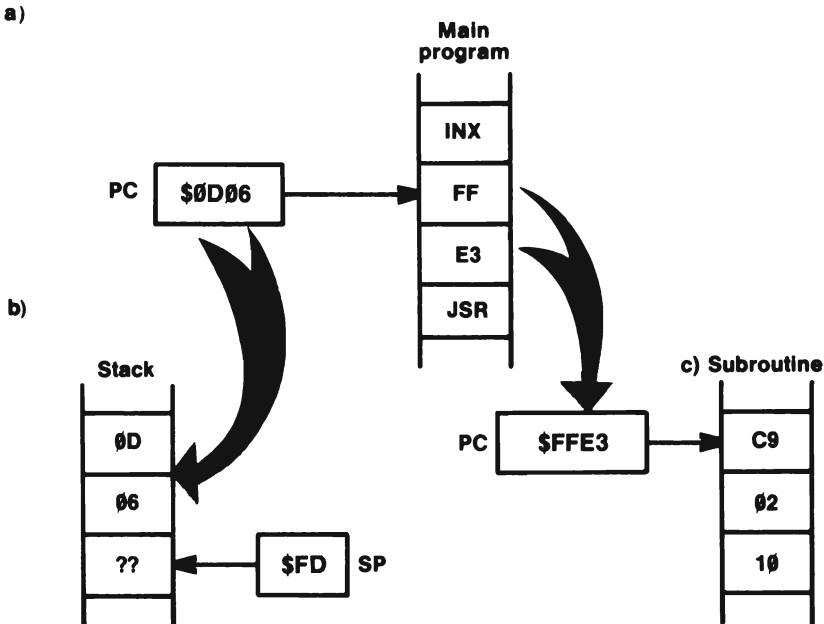 a)
Main
program
INX
PC
$0D06
FF
E3
JSR
b)
Stack
0D
06
??
$FD
SP
c) Subroutine
PC
$FFE3
C9
02
10